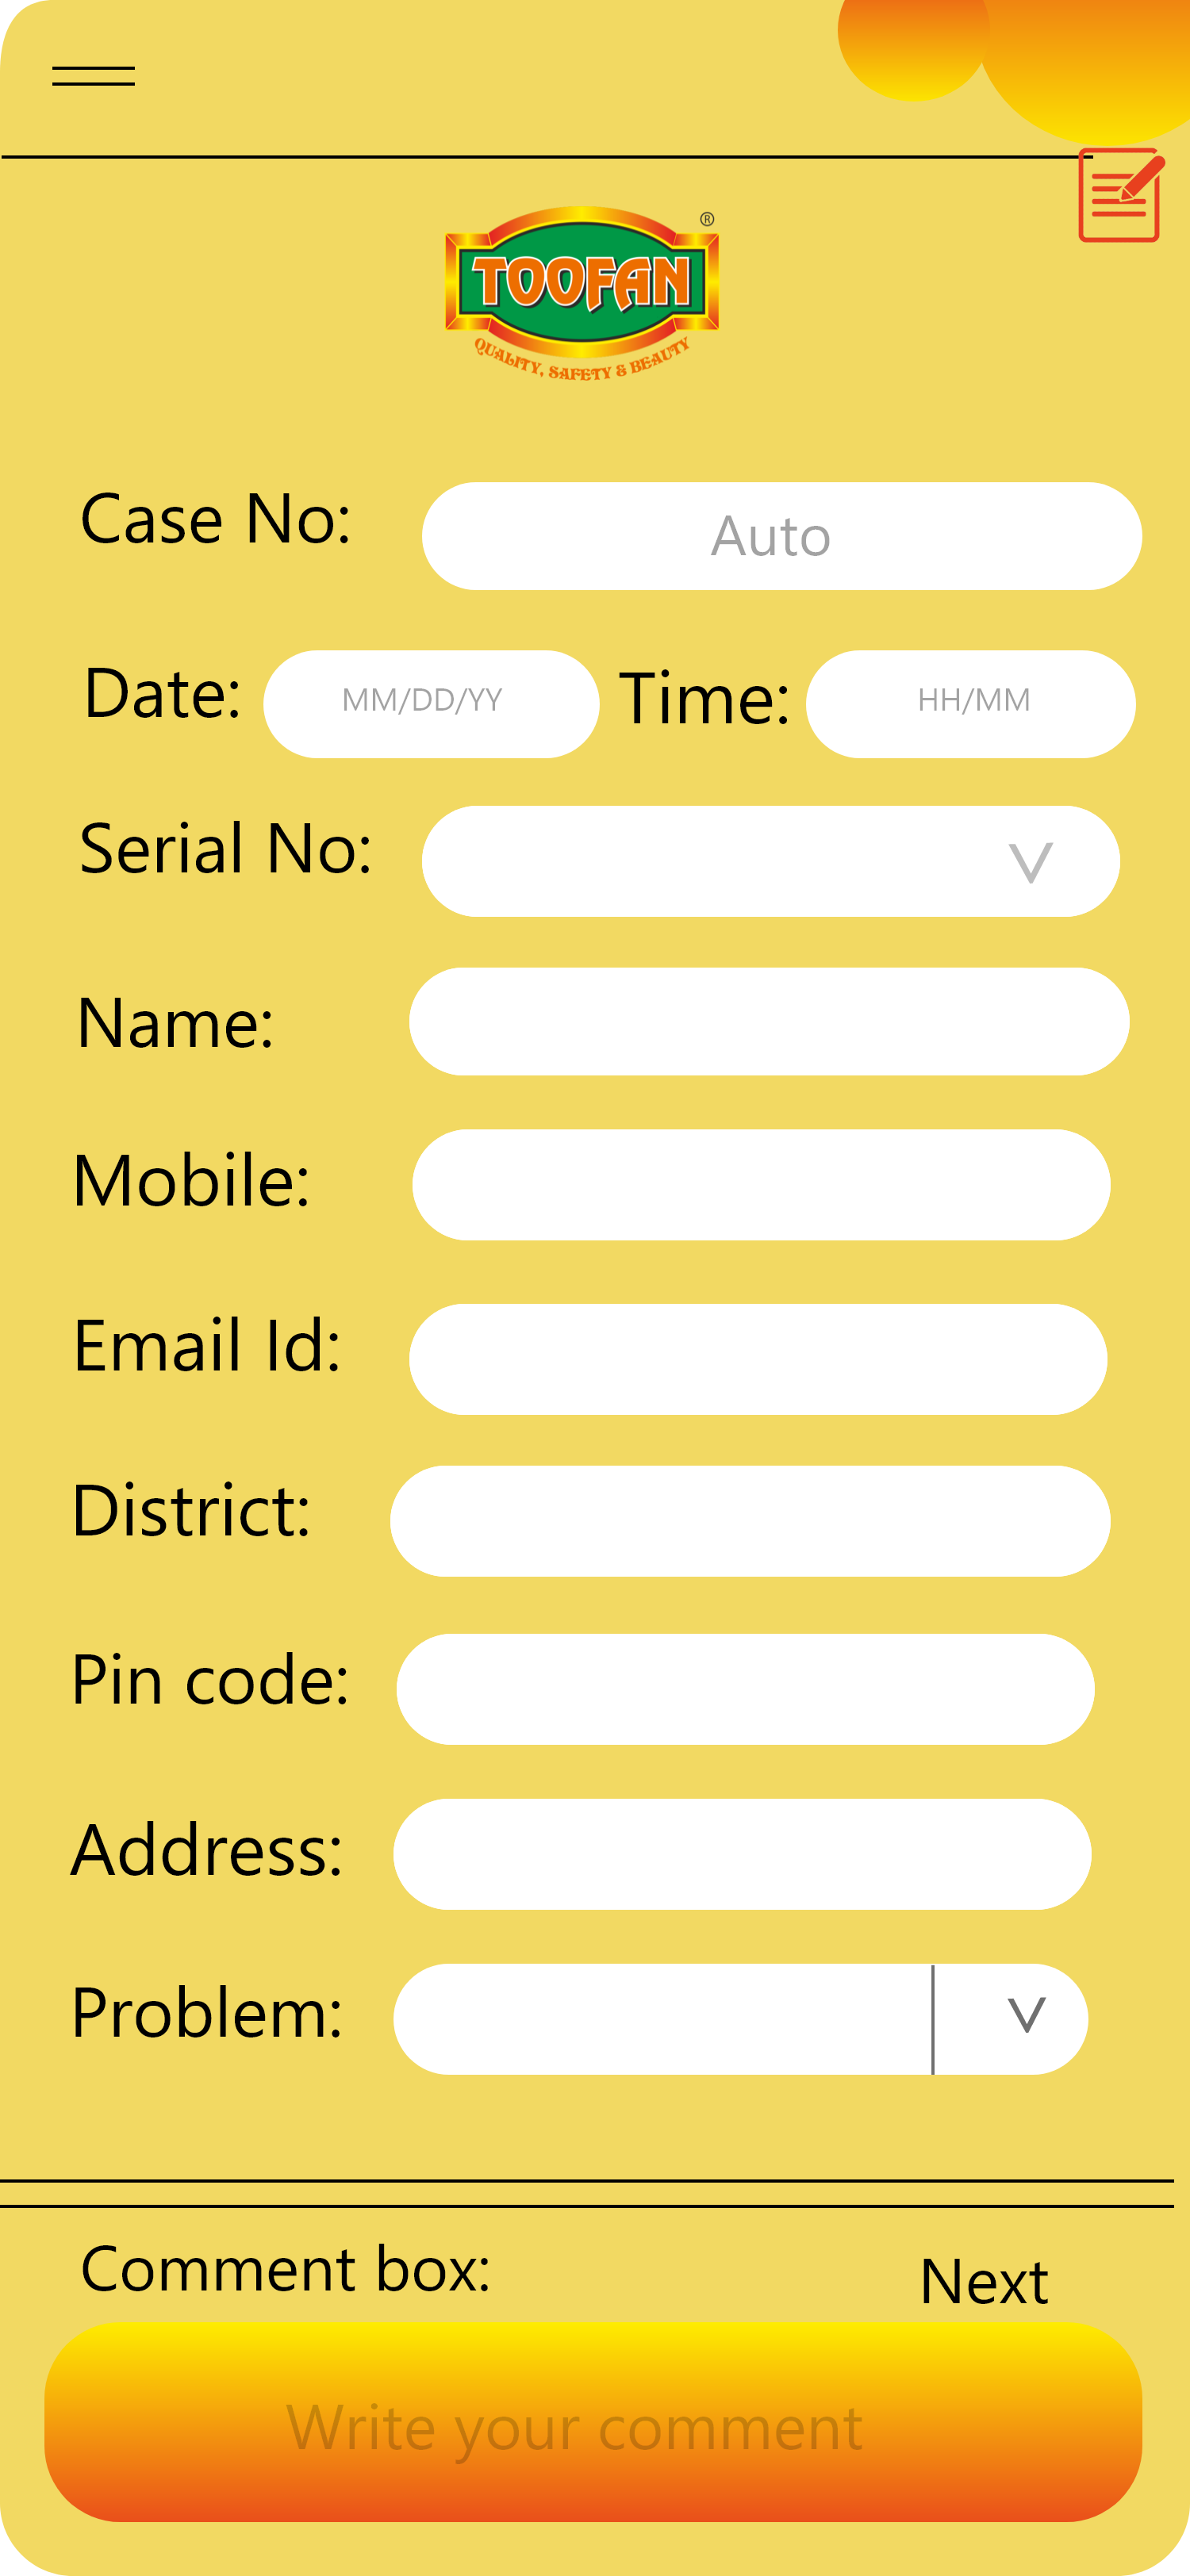 ®
TOOFAN
QUALITY, SAFETY & BEAUTY
Case No: Auto
Date: MM/DD/YY Time: HH/MM
Serial No: V
Name:
Mobile:
Email Id:
District:
Pin code:
Address:
Problem: V
Comment box:
Next
Write your comment